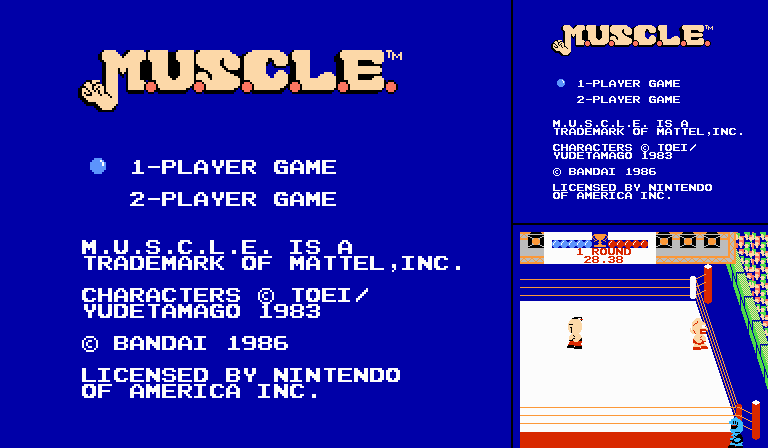 M.U.S.C.L.E.™
1-PLAYER GAME
2-PLAYER GAME
M.U.S.C.L.E. IS A
TRADEMARK OF MATTEL,INC.
CHARACTERS © TOEI/
YUDETAMAGO 1983
© BANDAI 1986
LICENSED BY NINTENDO
OF AMERICA INC.
M.U.S.C.L.E.™
1-PLAYER GAME
2-PLAYER GAME
M.U.S.C.L.E. IS A
TRADEMARK OF MATTEL,INC.
CHARACTERS © TOEI/
YUDETAMAGO 1983
© BANDAI 1986
LICENSED BY NINTENDO
OF AMERICA INC.
1 ROUND
28.38